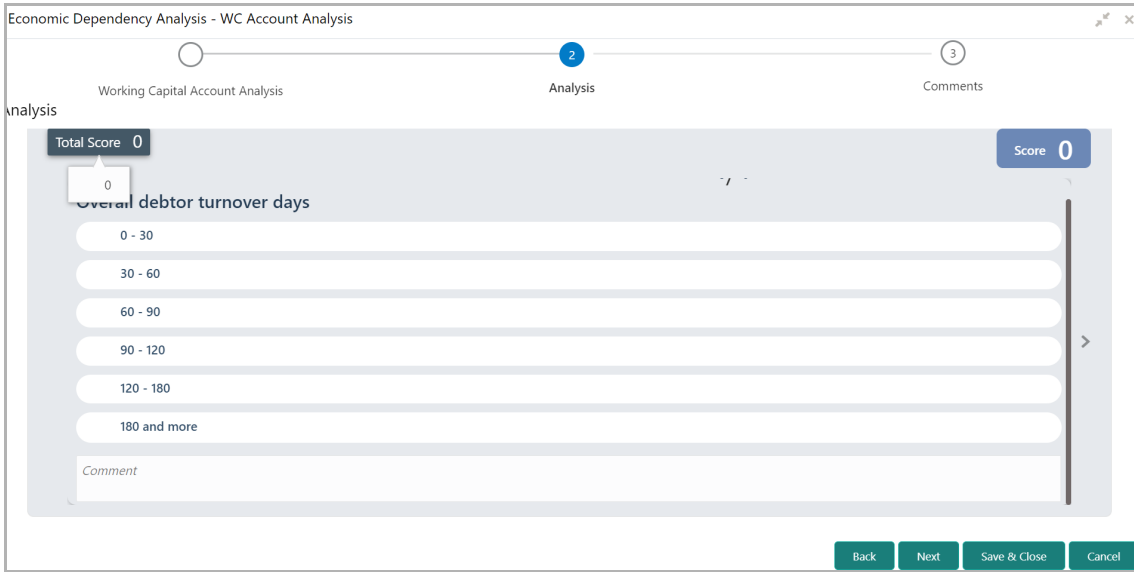 Economic Dependency Analysis - WC Account Analysis
2
3
Working Capital Account Analysis
Analysis
Comments
Analysis
Total Score 0
Score 0
0
Overall debtor turnover days
0 - 30
30 - 60
60 - 90
90 - 120
120 - 180
180 and more
Comment
Back Next Save & Close Cancel